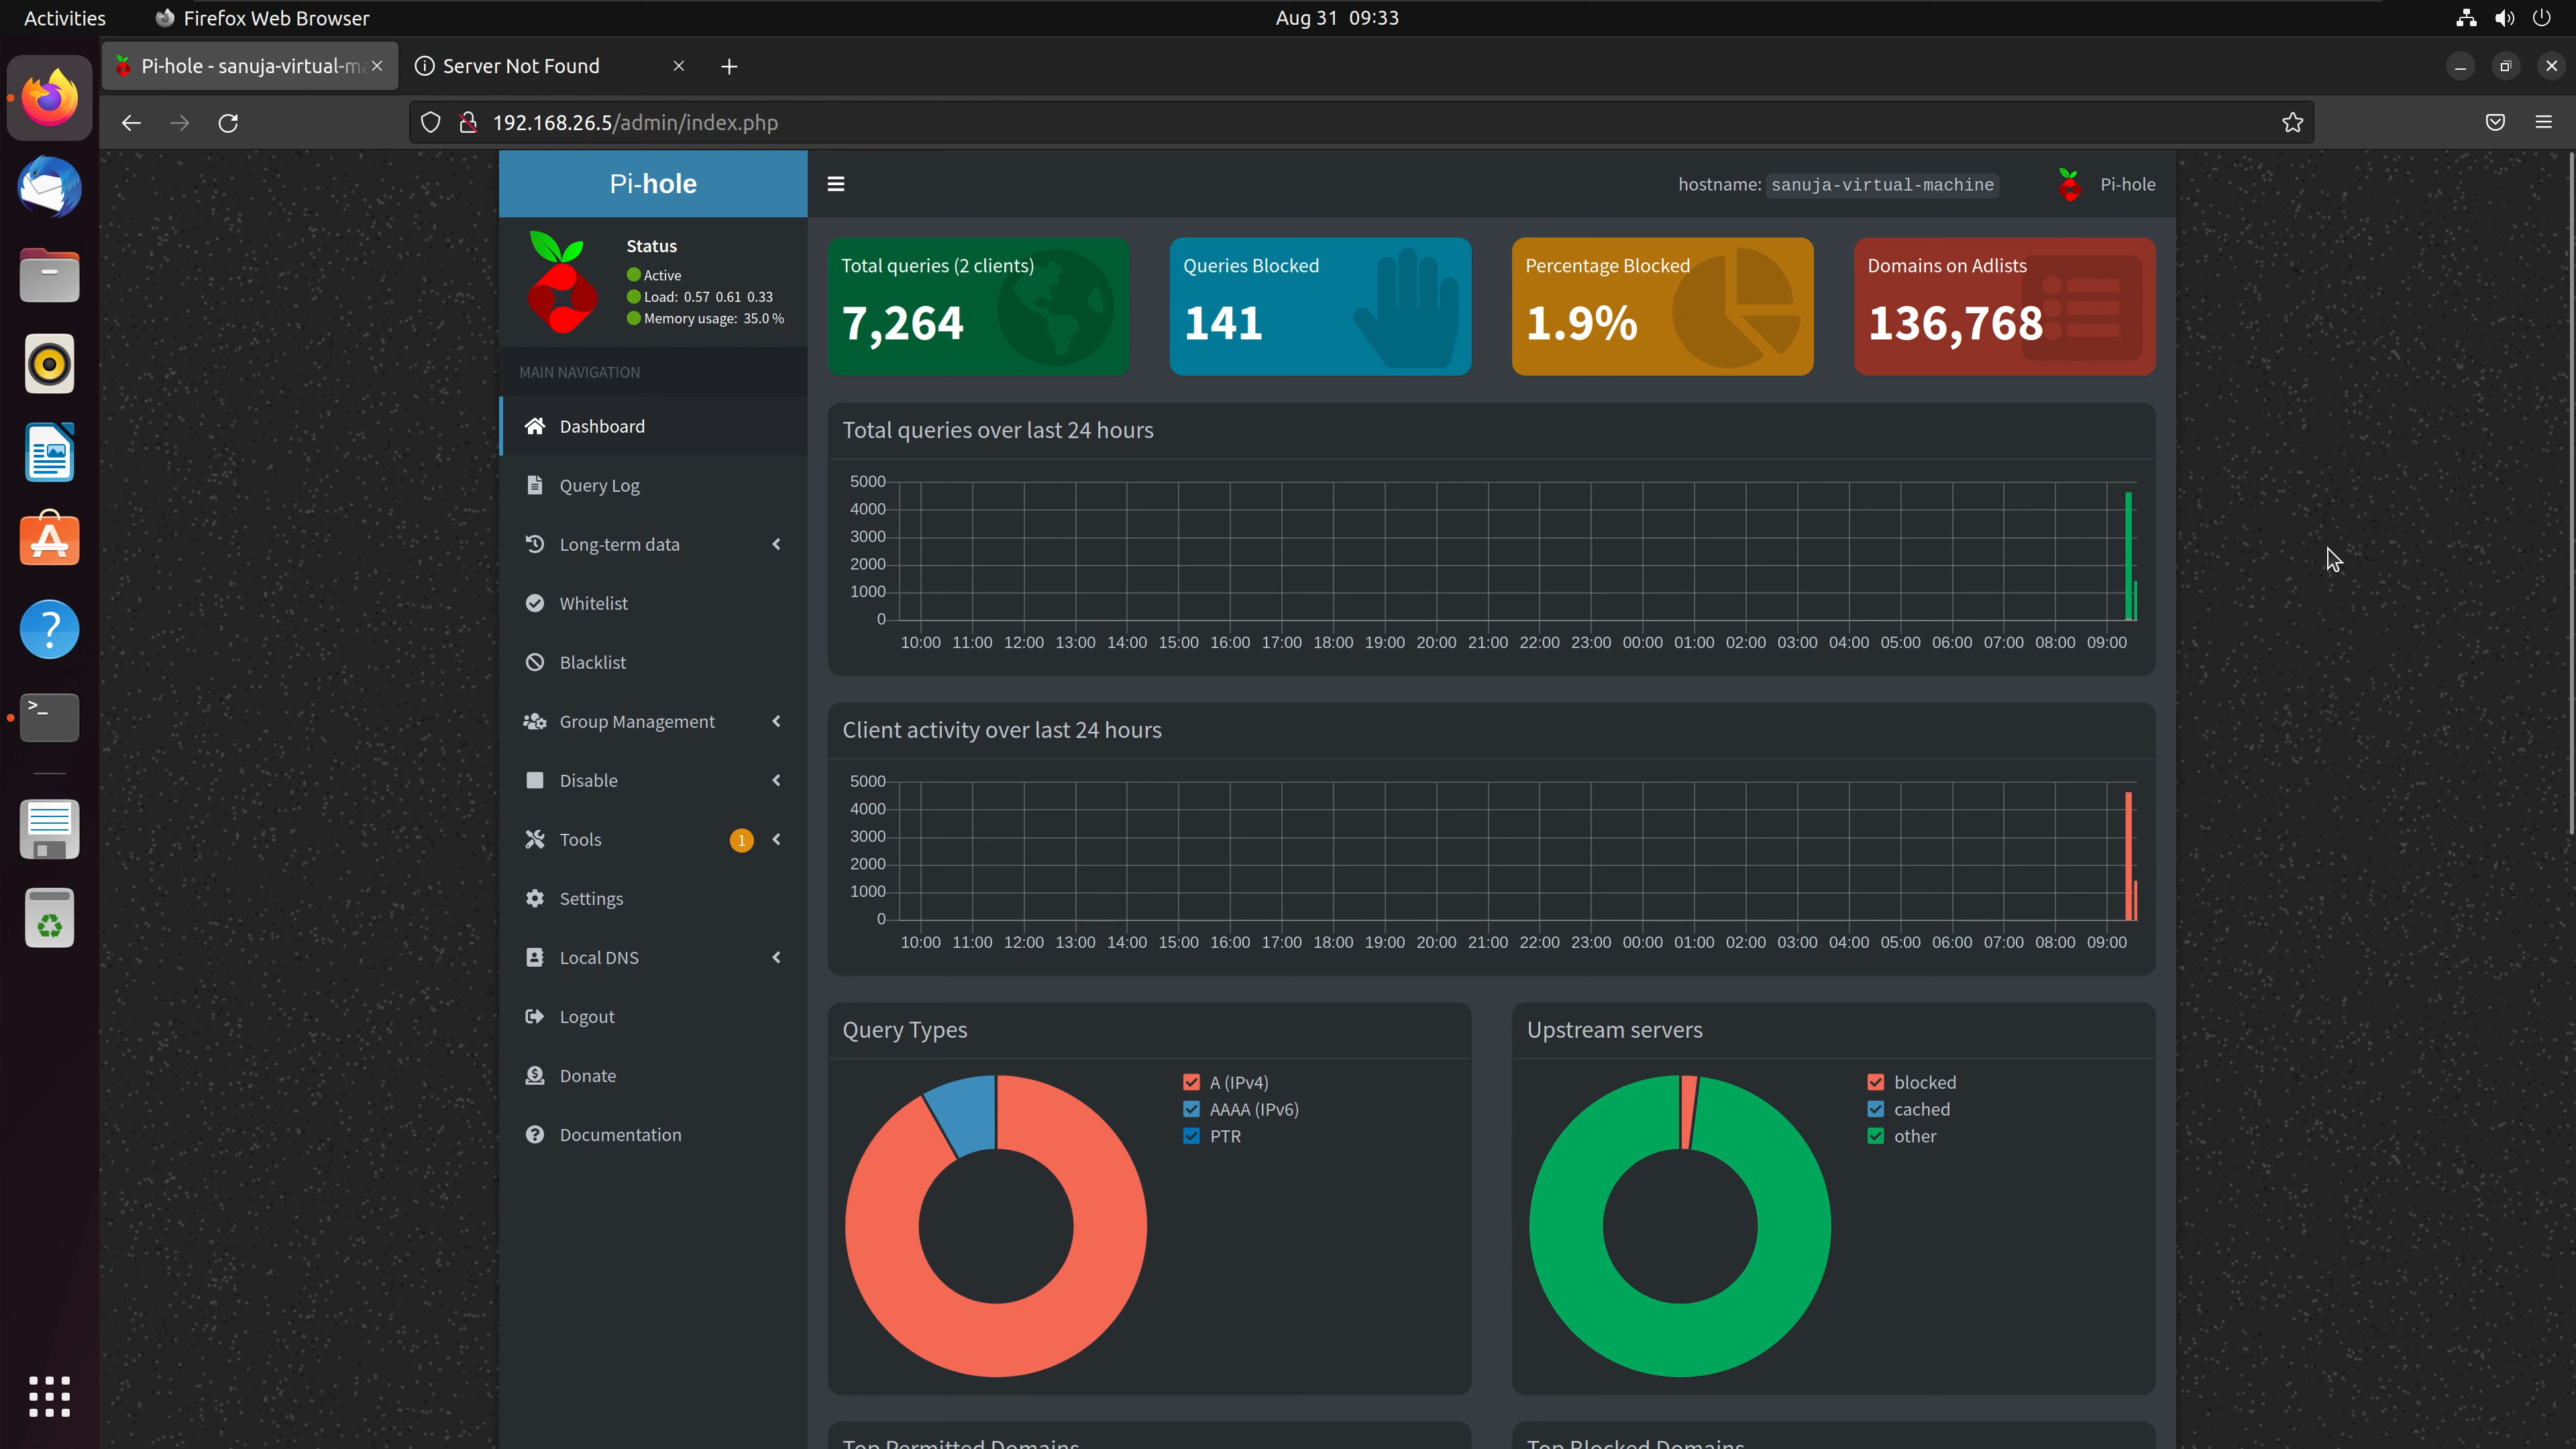 Activities Firefox Web Browser Aug 31 09:33
Pi-hole - sanuja-virtual-ma Server Not Found
192.168.26.5/admin/index.php
Pi-hole hostname: sanuja-virtual-machine Pi-hole
Status
Active
Load: 0.57 0.61 0.33
Memory usage: 35.0 %
MAIN NAVIGATION
Dashboard
Query Log
Long-term data
Whitelist
Blacklist
Group Management
Disable
Tools 1
Settings
Local DNS
Logout
Donate
Documentation
Total queries (2 clients)
7,264
Queries Blocked
141
Percentage Blocked
1.9%
Domains on Adlists
136,768
Total queries over last 24 hours
5000
4000
3000
2000
1000
0
10:00 11:00 12:00 13:00 14:00 15:00 16:00 17:00 18:00 19:00 20:00 21:00 22:00 23:00 00:00 01:00 02:00 03:00 04:00 05:00 06:00 07:00 08:00 09:00
Client activity over last 24 hours
5000
4000
3000
2000
1000
0
10:00 11:00 12:00 13:00 14:00 15:00 16:00 17:00 18:00 19:00 20:00 21:00 22:00 23:00 00:00 01:00 02:00 03:00 04:00 05:00 06:00 07:00 08:00 09:00
Query Types
A (IPv4)
AAAA (IPv6)
PTR
Upstream servers
blocked
cached
other
Top Permitted Domains
Top Blocked Domains